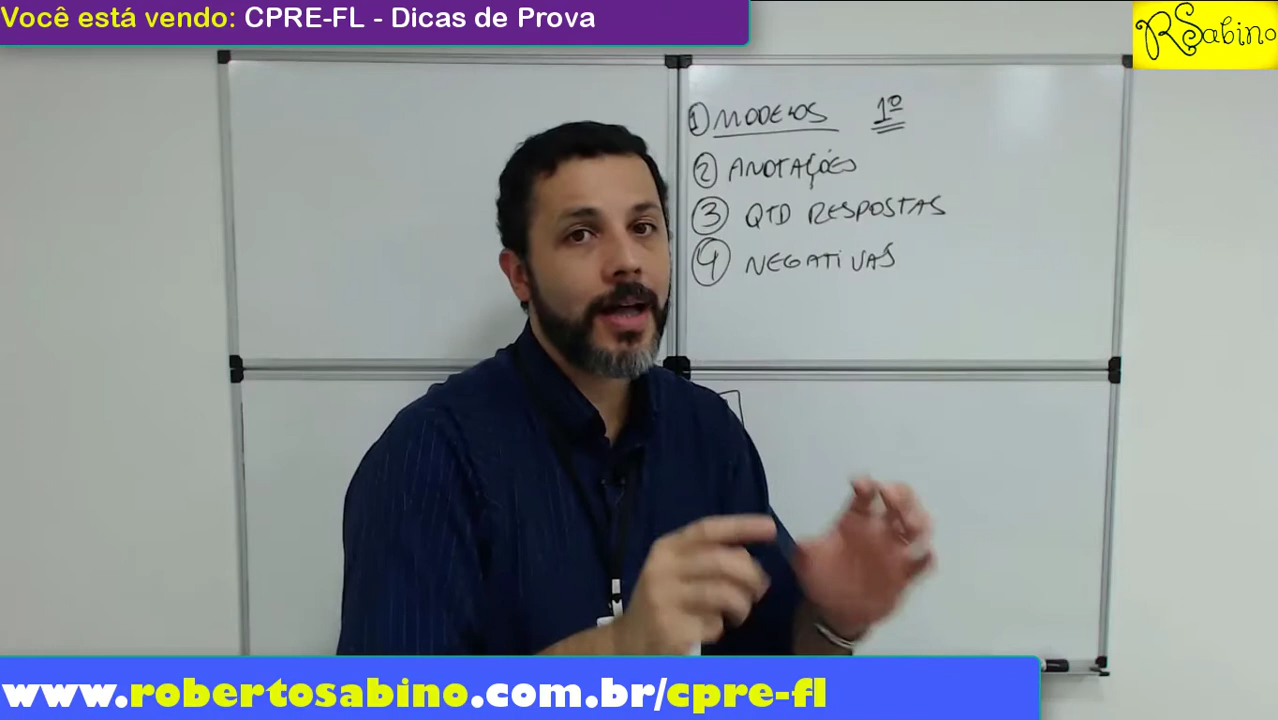 Você está vendo: CPRE-FL - Dicas de Prova
RSabino
① MODELOS 1º
② ANOTAÇÕES
③ QTD RESPOSTAS
④ NEGATIVAS
www.robertosabino.com.br/cpre-fl